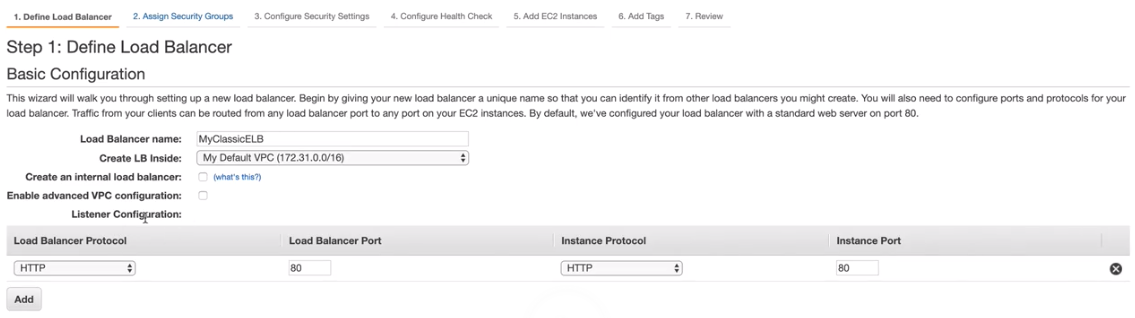 1. Define Load Balancer 2. Assign Security Groups 3. Configure Security Settings 4. Configure Health Check 5. Add EC2 Instances 6. Add Tags 7. Review
Step 1: Define Load Balancer
Basic Configuration
This wizard will walk you through setting up a new load balancer. Begin by giving your new load balancer a unique name so that you can identify it from other load balancers you might create. You will also need to configure ports and protocols for your
load balancer. Traffic from your clients can be routed from any load balancer port to any port on your EC2 instances. By default, we've configured your load balancer with a standard web server on port 80.
Load Balancer name: MyClassicELB
Create LB Inside: My Default VPC (172.31.0.0/16)
Create an internal load balancer: (what's this?)
Enable advanced VPC configuration:
Listener Configuration:
Load Balancer Protocol Load Balancer Port Instance Protocol Instance Port
HTTP 80 HTTP 80
Add